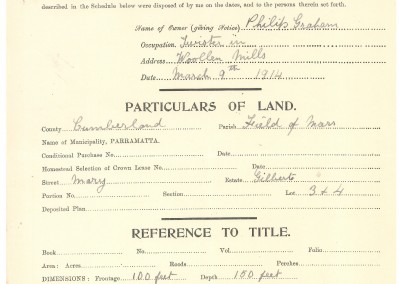 described in the Schedule below were disposed of by me on the dates, and to the persons therein set forth.
Name of Owner (giving Notice) Philip Graham
Occupation, Twister in
Address Woollen Mills
Date March 9th 1914
PARTICULARS OF LAND.
County Cumberland Parish Field of Mars
Name of Municipality, PARRAMATTA.
Conditional Purchase No. Date
Homestead Selection of Crown Lease No. Date
Street Mary Estate Gilberts
Portion No. Section Lot 3 & 4
Deposited Plan
REFERENCE TO TITLE.
Book No. Vol. Folio
Area: Acres Roods Perches
DIMENSIONS: Frontage 100 feet Depth 150 feet